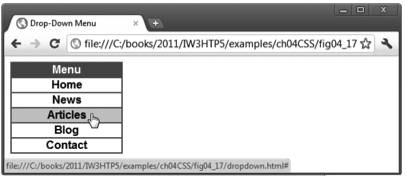 Drop-Down Menu
file:///C:/books/2011/IW3HTP5/examples/ch04CSS/fig04_17
Menu
Home
News
Articles
Blog
Contact
file:///C:/books/2011/IW3HTP5/examples/ch04CSS/fig04_17/dropdown.html#